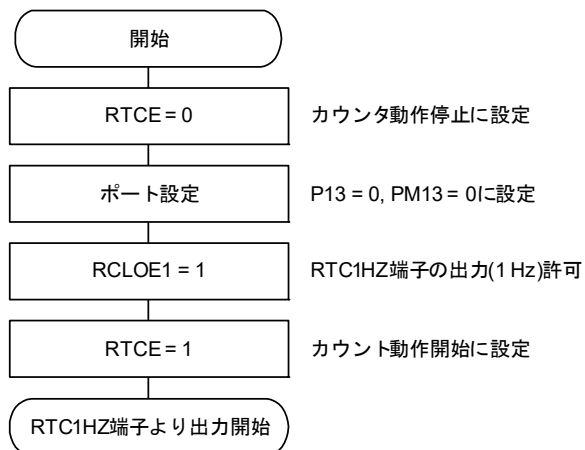 開始
RTCE = 0 カウンタ動作停止に設定
ポート設定 P13 = 0, PM13 = 0に設定
RCLOE1 = 1 RTC1HZ端子の出力(1 Hz)許可
RTCE = 1 カウント動作開始に設定
RTC1HZ端子より出力開始